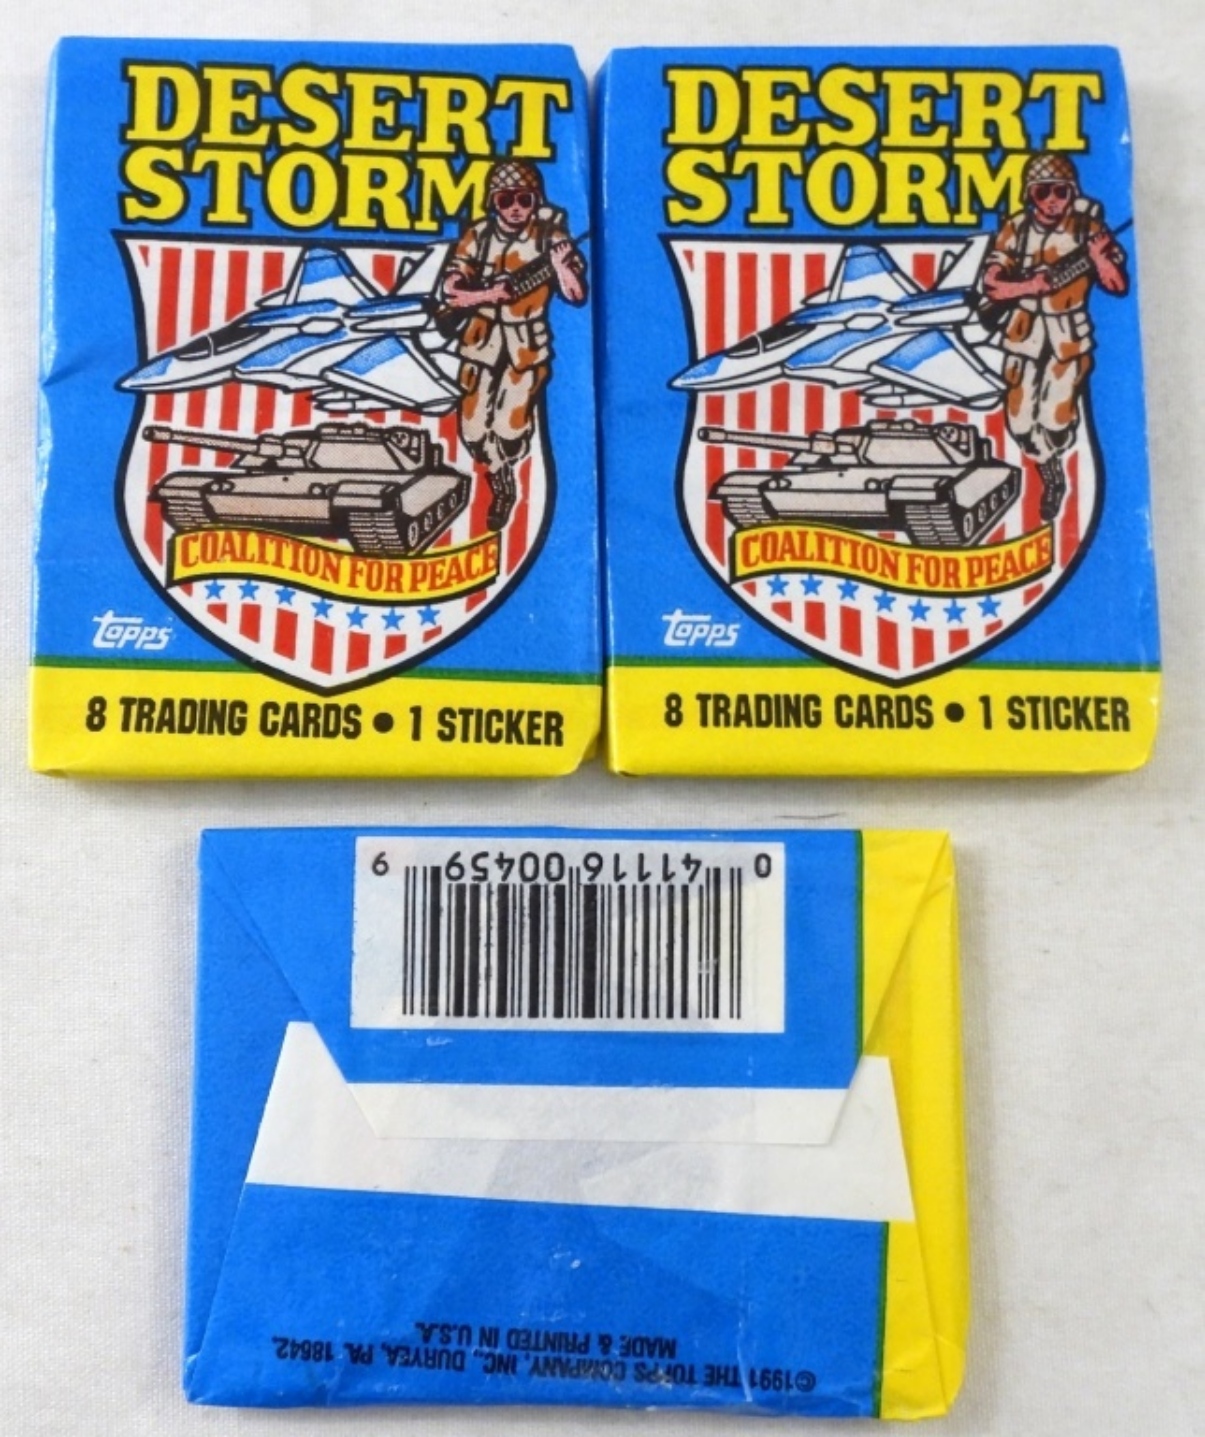 DESERT
STORM
COALITION FOR PEACE
topps
8 TRADING CARDS • 1 STICKER
DESERT
STORM
COALITION FOR PEACE
topps
8 TRADING CARDS • 1 STICKER
0 41116 00459 9
©1991 THE TOPPS COMPANY, INC., DURYEA, PA. 18642
MADE & PRINTED IN U.S.A.